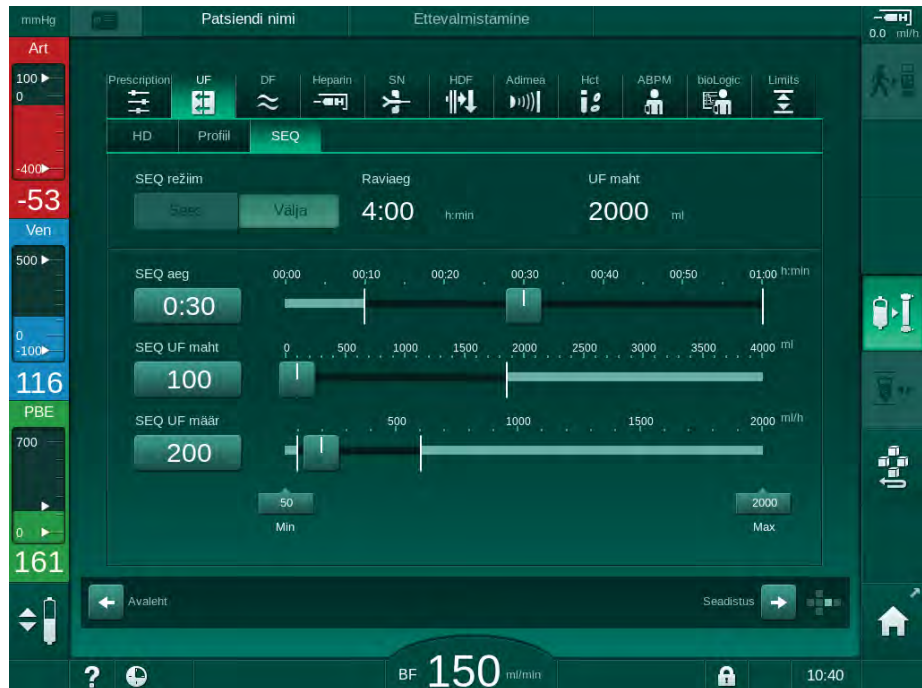 mmHg Patsiendi nimi Ettevalmistamine 0.0 ml/h
Art
100
0
-400
-53
Ven
500
0
-100
116
PBE
700
0
161
Prescription UF DF Heparin SN HDF Adimea Hct ABPM bioLogic Limits
HD Profiil SEQ
SEQ režiim Raviaeg UF maht
Sees Välja 4:00 h:min 2000 ml
SEQ aeg 00:00 00:10 00:20 00:30 00:40 00:50 01:00 h:min
0:30
SEQ UF maht 0 500 1000 1500 2000 2500 3000 3500 4000 ml
100
SEQ UF määr 500 1000 1500 2000 ml/h
200
50 2000
Min Max
Avaleht Seadistus
? BF 150 ml/min 10:40